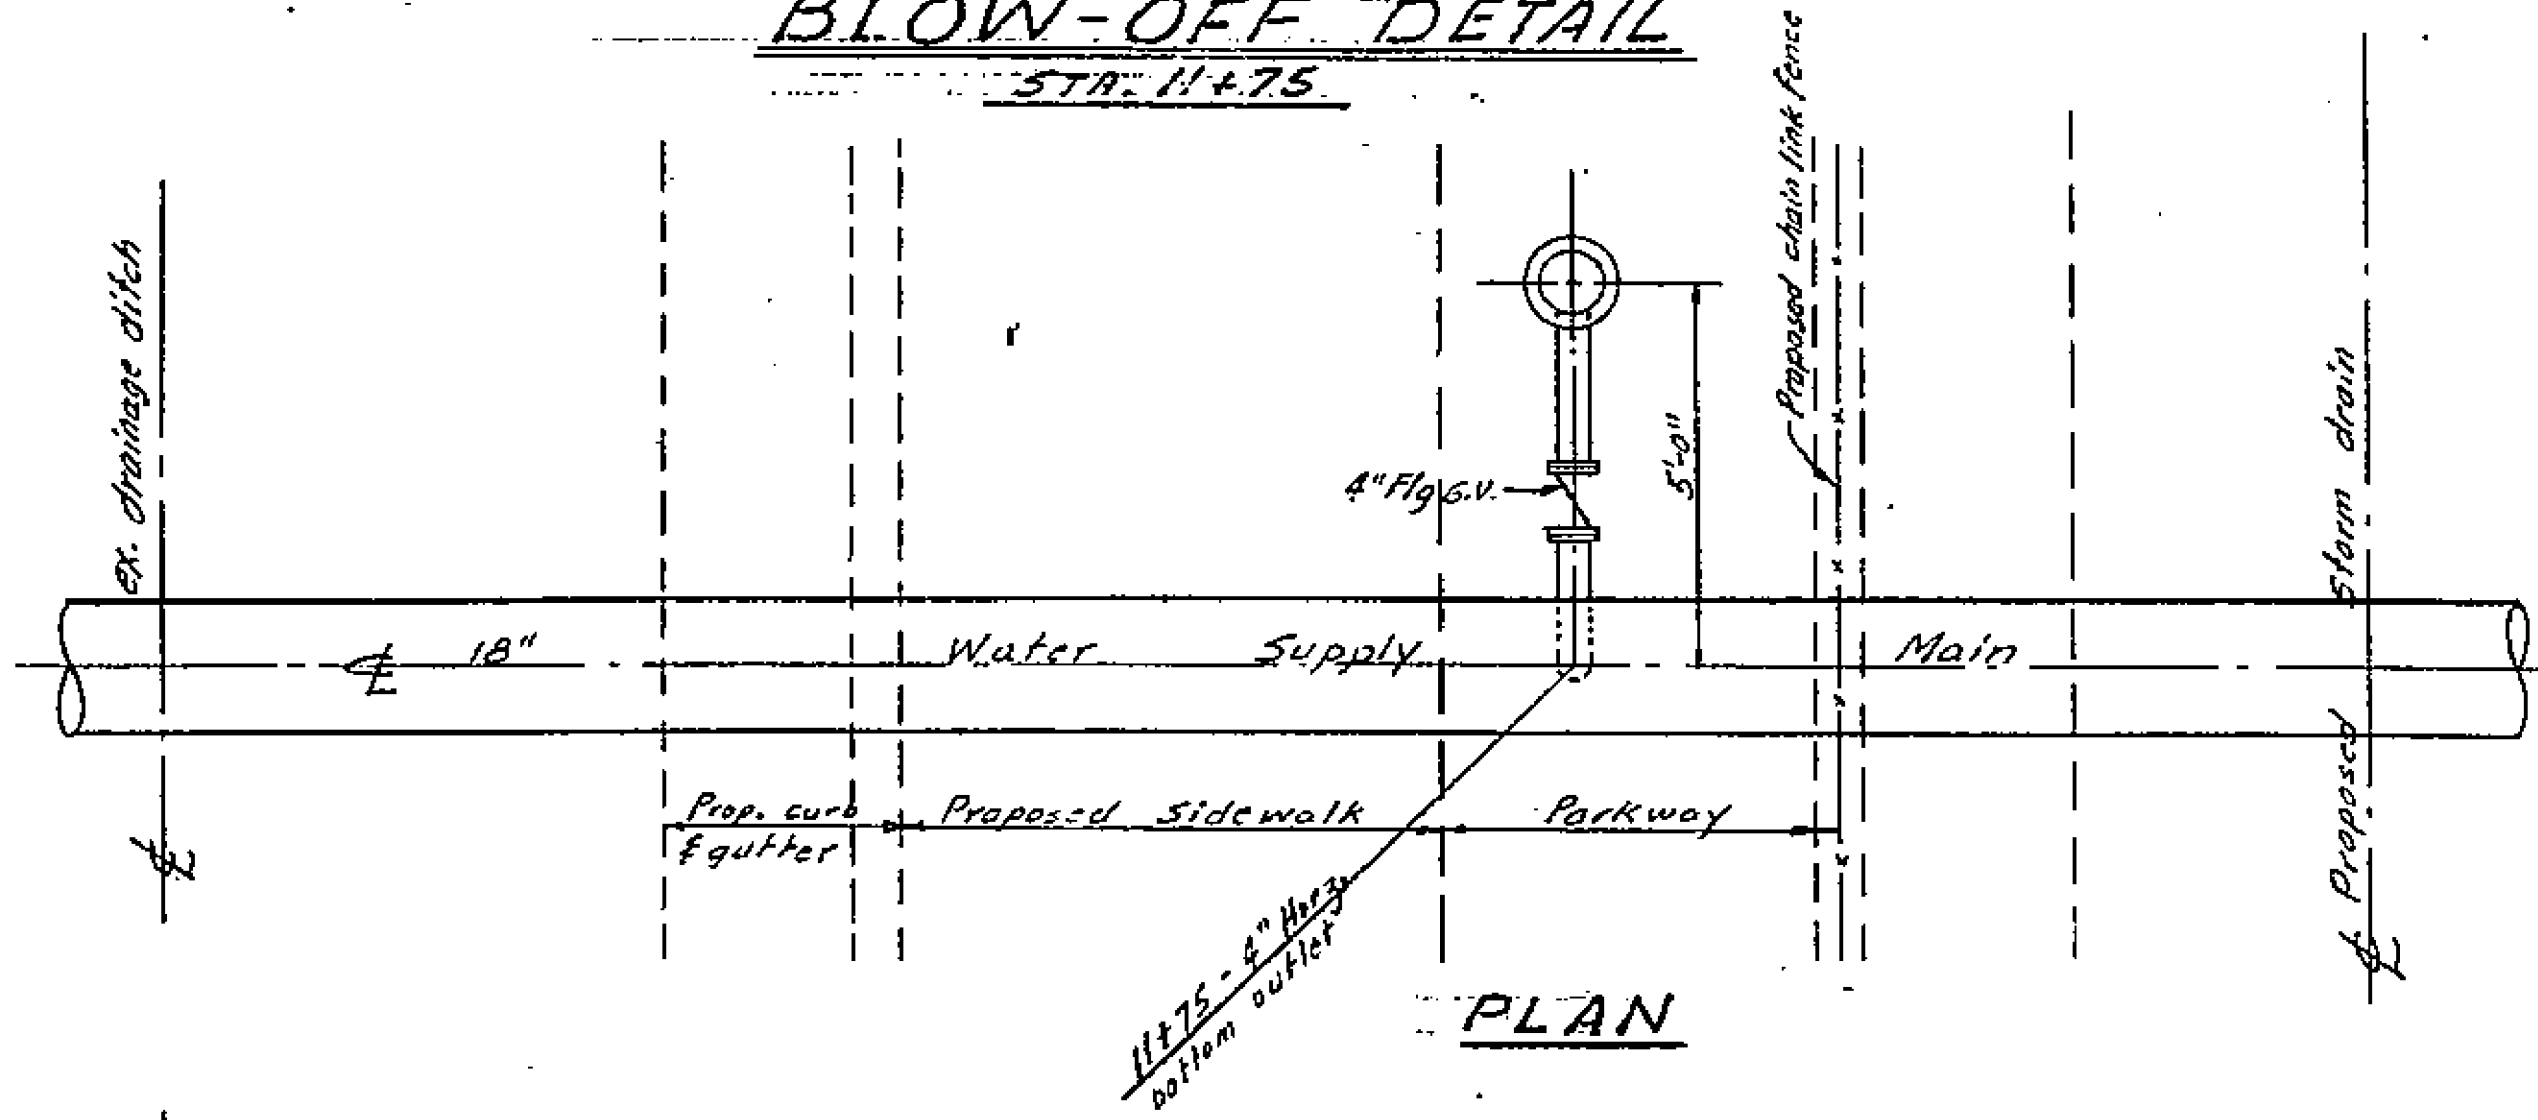 BLOW-OFF DETAIL
STA. 11+75
ex. drainage ditch
Proposed chain link fence
4" Flg G.V.
5'-0"
℄ 18" Water Supply Main
℄ Proposed storm drain
Prop. curb
& gutter
Proposed Sidewalk
Parkway
℄
11+75 - 4" Horz.
bottom outlet
PLAN